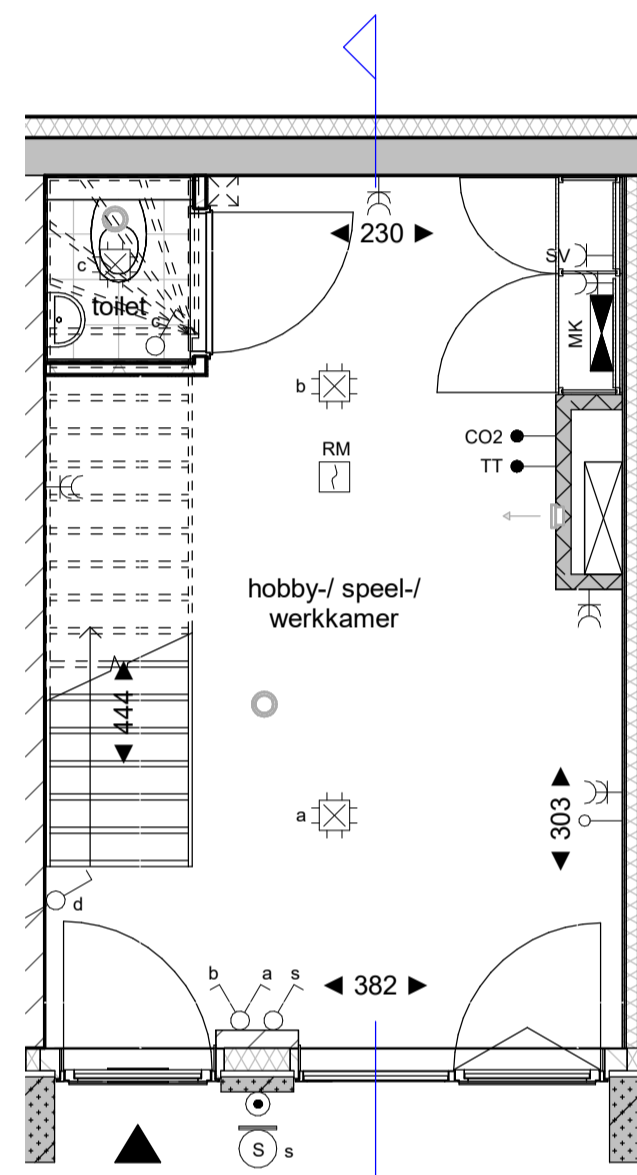 230
SV
c
toilet
c
MK
b
CO2
RM
TT
hobby-/ speel-/
werkkamer
444
303
a
d
b a s
382
S s